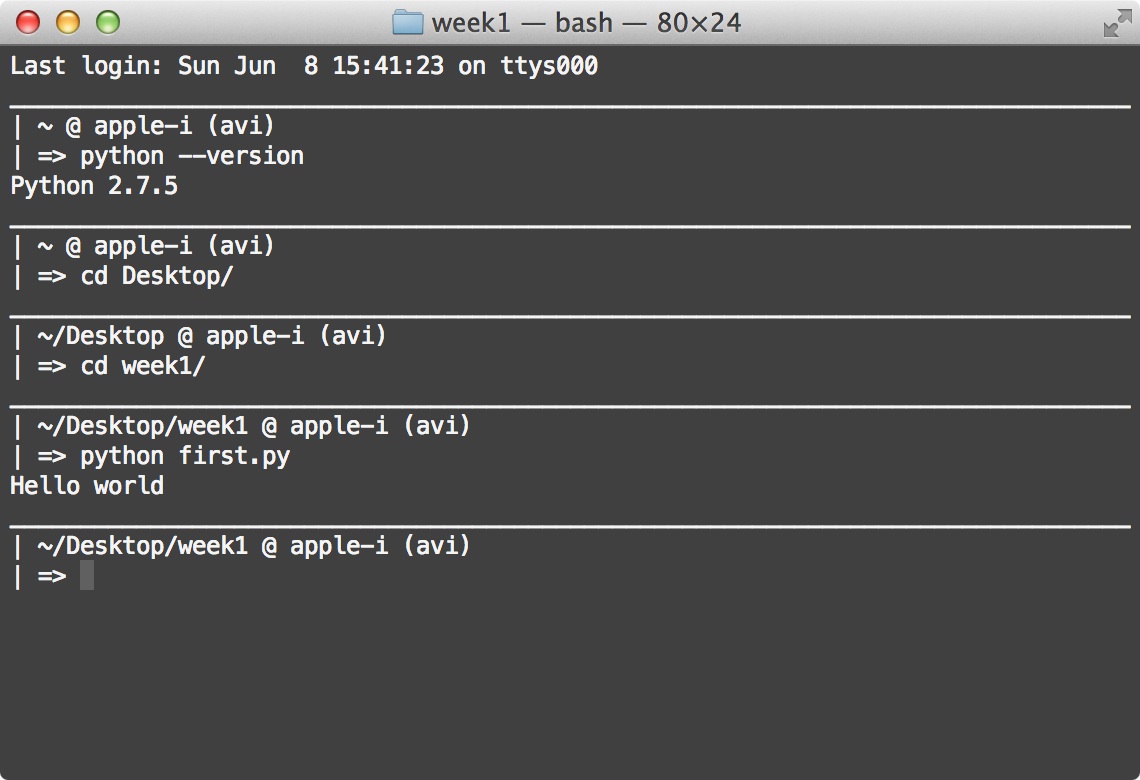 week1 — bash — 80×24
Last login: Sun Jun  8 15:41:23 on ttys000
| ~ @ apple-i (avi)
| => python --version
Python 2.7.5
| ~ @ apple-i (avi)
| => cd Desktop/
| ~/Desktop @ apple-i (avi)
| => cd week1/
| ~/Desktop/week1 @ apple-i (avi)
| => python first.py
Hello world
| ~/Desktop/week1 @ apple-i (avi)
| =>